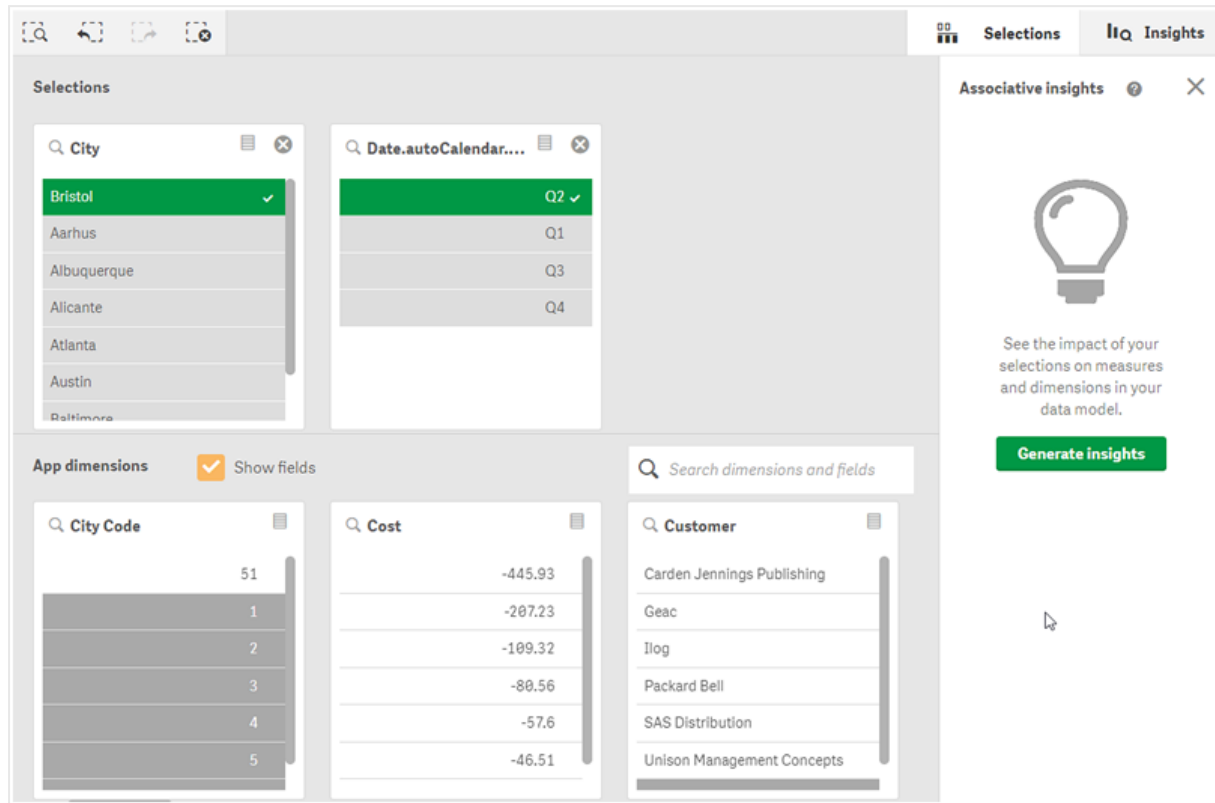 Selections
Insights
Selections
Associative insights
City
Date.autoCalendar....
Bristol
Aarhus
Albuquerque
Alicante
Atlanta
Austin
Baltimore
Q2
Q1
Q3
Q4
See the impact of your
selections on measures
and dimensions in your
data model.
Generate insights
App dimensions
Show fields
Search dimensions and fields
City Code
51
1
2
3
4
5
Cost
-445.93
-207.23
-109.32
-80.56
-57.6
-46.51
Customer
Carden Jennings Publishing
Geac
Ilog
Packard Bell
SAS Distribution
Unison Management Concepts